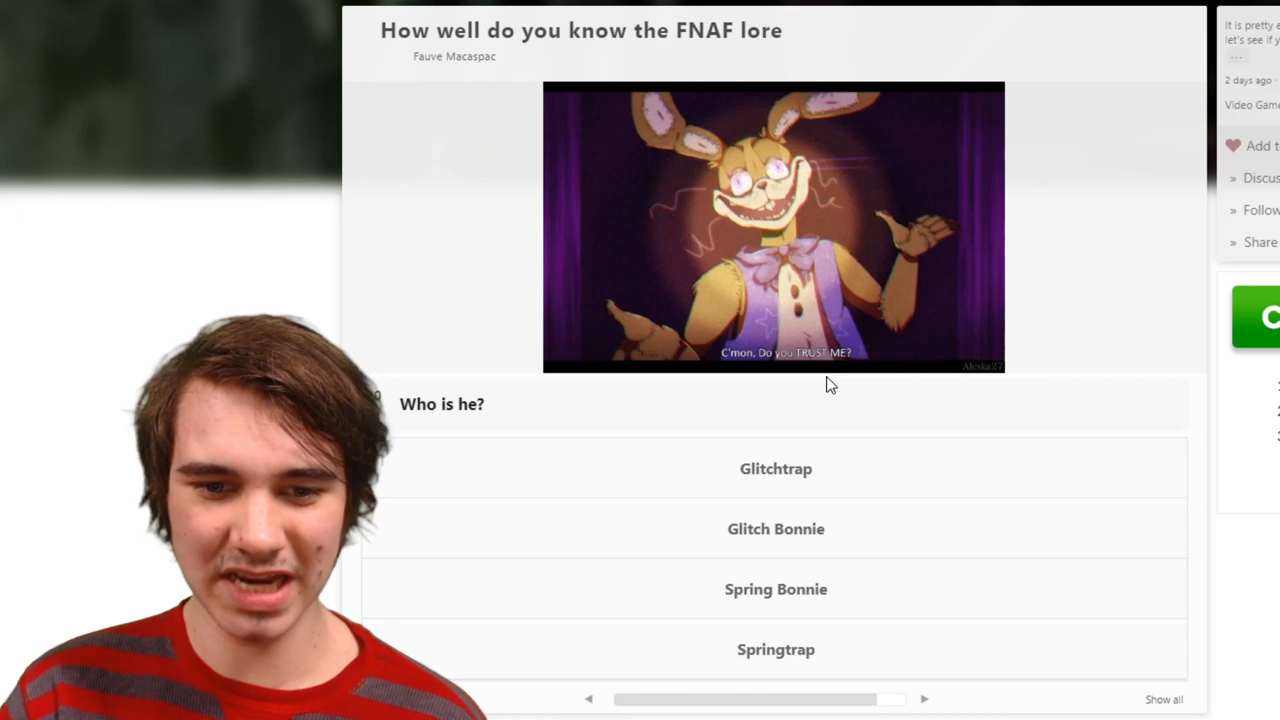 How well do you know the FNAF lore
Fauve Macaspac
C'mon, Do you TRUST ME?
Aleska27
Who is he?
Glitchtrap
Glitch Bonnie
Spring Bonnie
Springtrap
Show all
It is pretty
let's see if
...
2 days ago ·
Video Game
Add
» Discus
» Follow
» Share